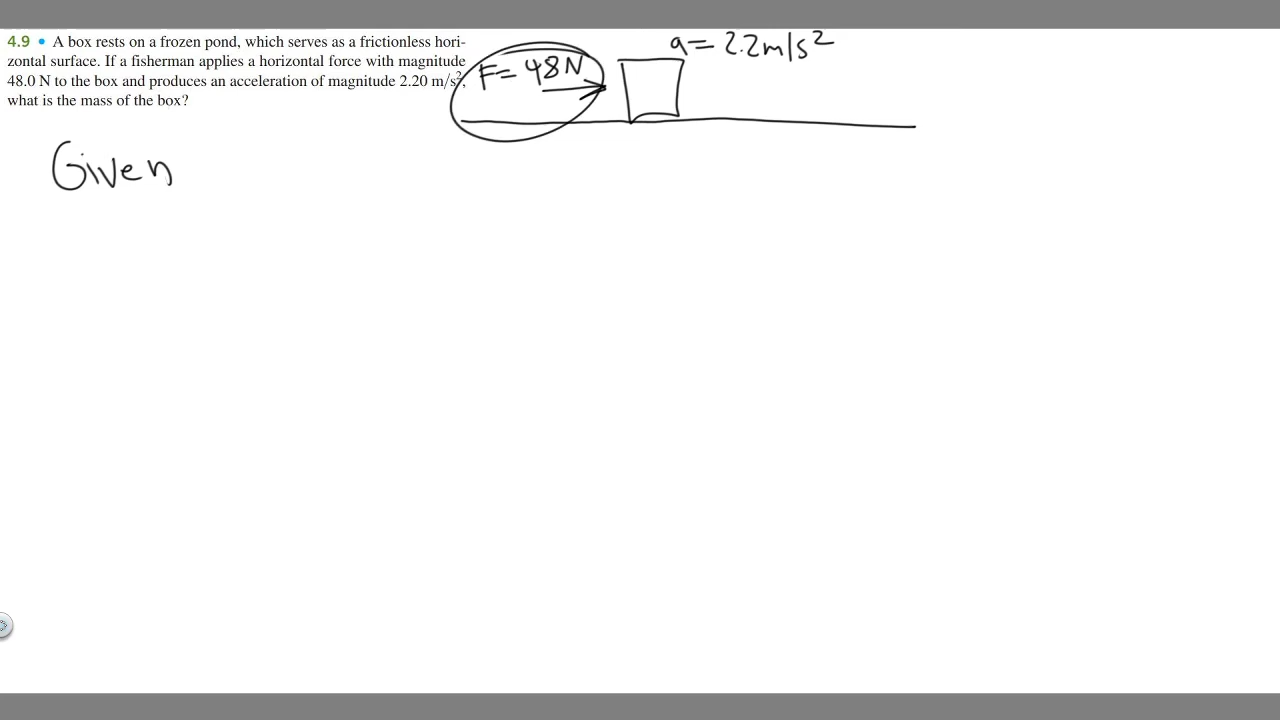 4.9 • A box rests on a frozen pond, which serves as a frictionless hori-
zontal surface. If a fisherman applies a horizontal force with magnitude
48.0 N to the box and produces an acceleration of magnitude 2.20 m/s²,
what is the mass of the box?
F = 48N
a = 2.2m/s²
Given